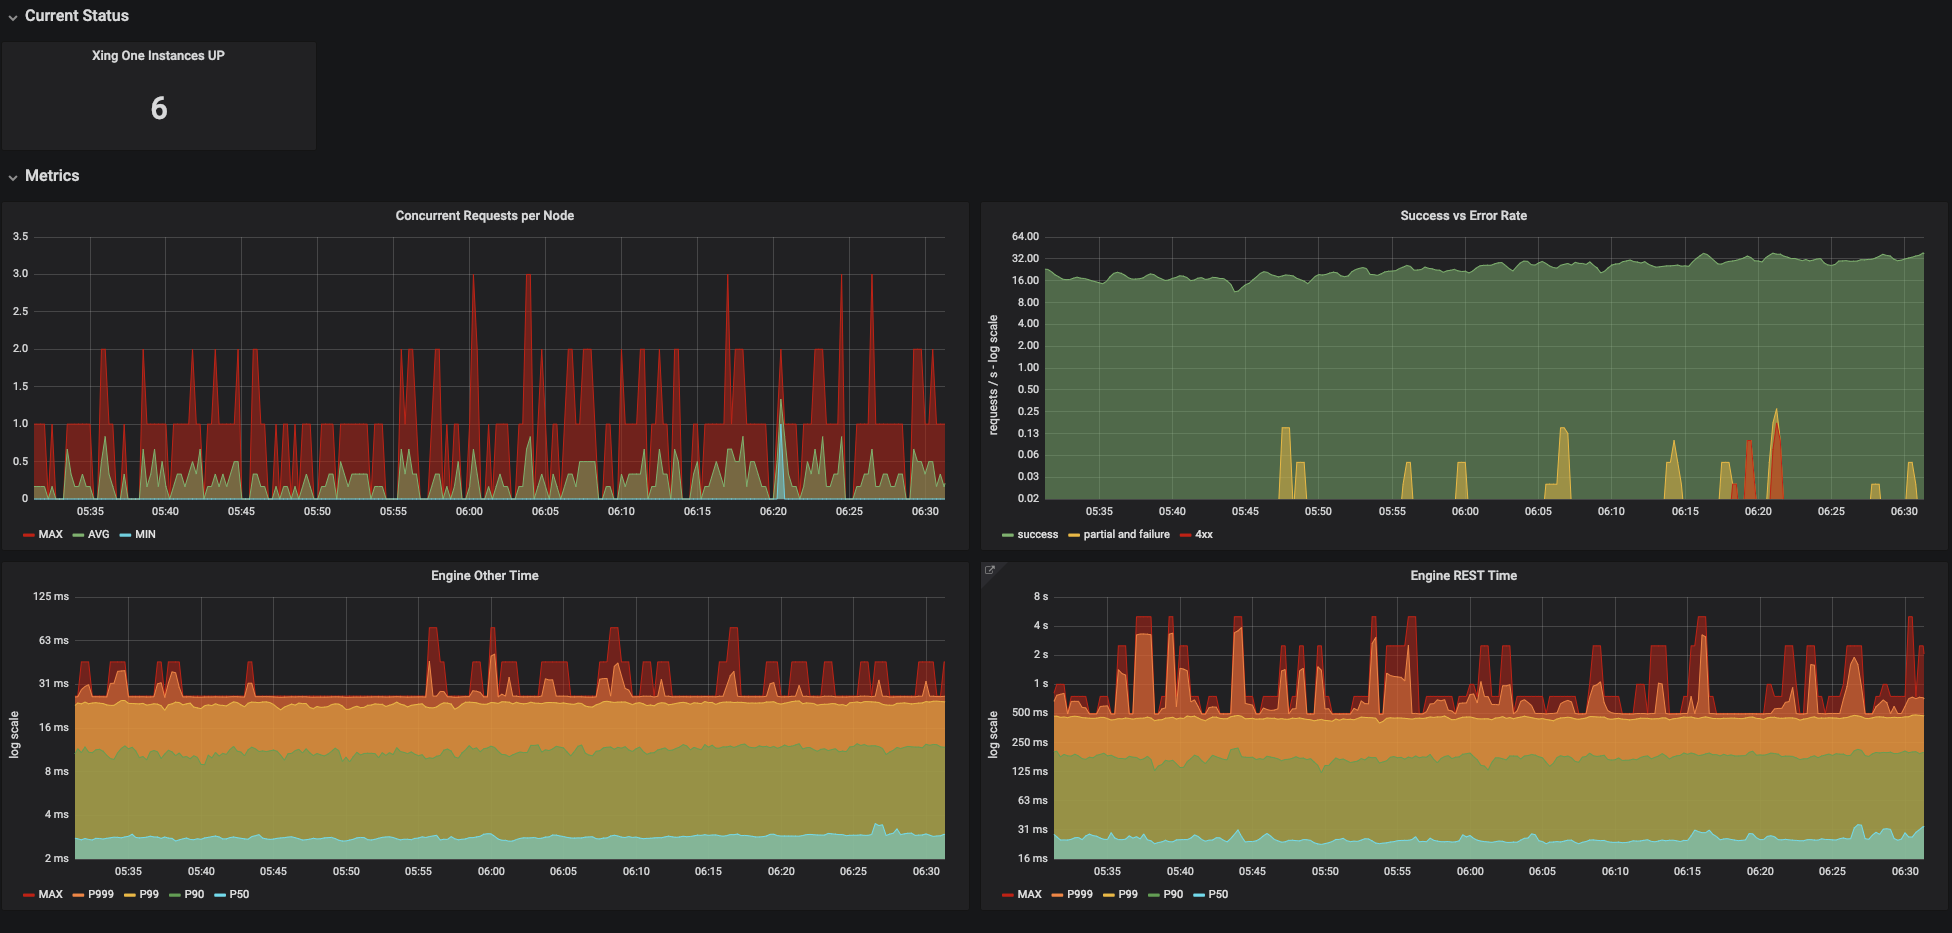 Current Status
Xing One Instances UP
6
Metrics
Concurrent Requests per Node
3.5
3.0
2.5
2.0
1.5
1.0
0.5
0
05:35 05:40 05:45 05:50 05:55 06:00 06:05 06:10 06:15 06:20 06:25 06:30
MAX AVG MIN
Success vs Error Rate
requests / s - log scale
64.00
32.00
16.00
8.00
4.00
2.00
1.00
0.50
0.25
0.13
0.06
0.03
0.02
05:35 05:40 05:45 05:50 05:55 06:00 06:05 06:10 06:15 06:20 06:25 06:30
success partial and failure 4xx
Engine Other Time
log scale
125 ms
63 ms
31 ms
16 ms
8 ms
4 ms
2 ms
05:35 05:40 05:45 05:50 05:55 06:00 06:05 06:10 06:15 06:20 06:25 06:30
MAX P999 P99 P90 P50
Engine REST Time
log scale
8 s
4 s
2 s
1 s
500 ms
250 ms
125 ms
63 ms
31 ms
16 ms
05:35 05:40 05:45 05:50 05:55 06:00 06:05 06:10 06:15 06:20 06:25 06:30
MAX P999 P99 P90 P50